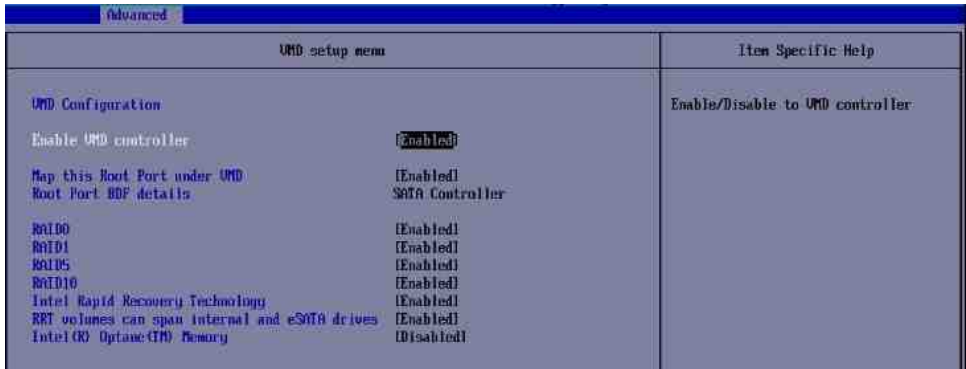 Advanced
VMD setup menu
Item Specific Help
VMD Configuration
Enable/Disable to VMD controller
Enable VMD controller [Enabled]
Map this Root Port under VMD [Enabled]
Root Port BDF details SATA Controller
RAID0 [Enabled]
RAID1 [Enabled]
RAID5 [Enabled]
RAID10 [Enabled]
Intel Rapid Recovery Technology [Enabled]
RRT volumes can span internal and eSATA drives [Enabled]
Intel(R) Optane(TM) Memory [Disabled]